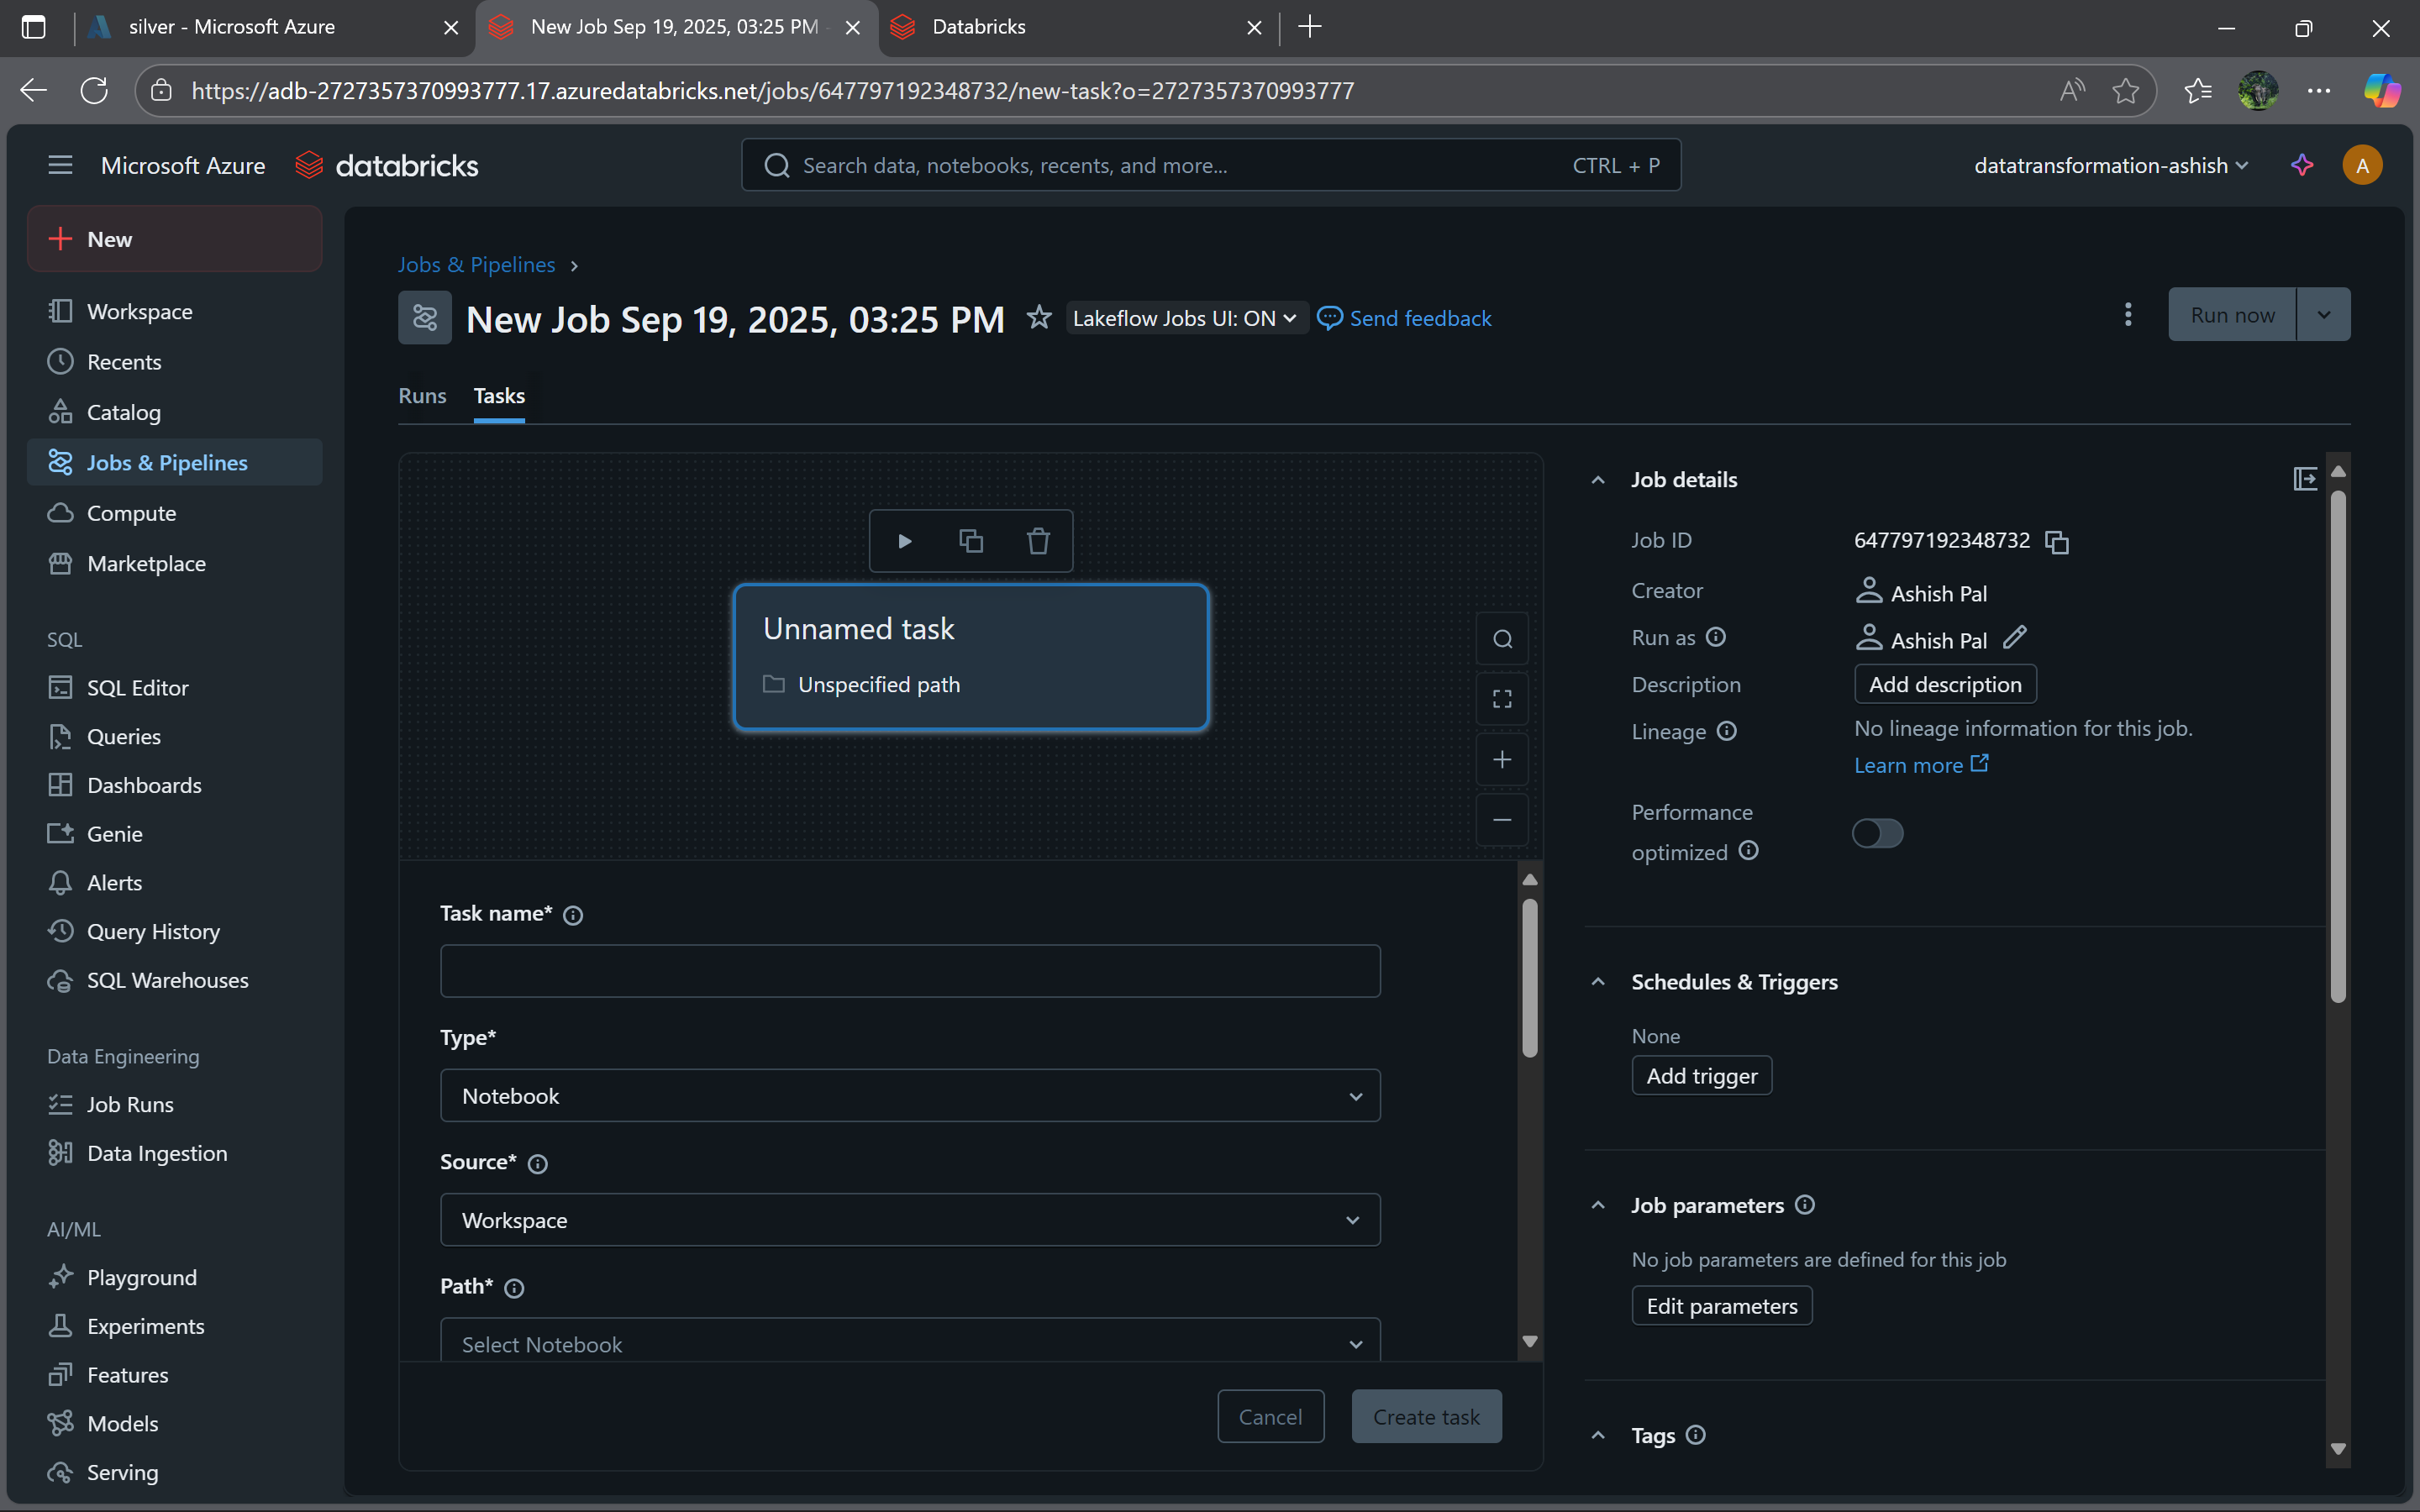 silver - Microsoft Azure
New Job Sep 19, 2025, 03:25 PM -
Databricks
https://adb-2727357370993777.17.azuredatabricks.net/jobs/647797192348732/new-task?o=2727357370993777
Microsoft Azure
databricks
Search data, notebooks, recents, and more...
CTRL + P
datatransformation-ashish
A
New
Workspace
Recents
Catalog
Jobs & Pipelines
Compute
Marketplace
SQL
SQL Editor
Queries
Dashboards
Genie
Alerts
Query History
SQL Warehouses
Data Engineering
Job Runs
Data Ingestion
AI/ML
Playground
Experiments
Features
Models
Serving
Jobs & Pipelines
New Job Sep 19, 2025, 03:25 PM
Lakeflow Jobs UI: ON
Send feedback
Run now
Runs
Tasks
Unnamed task
Unspecified path
Task name*
Type*
Notebook
Source*
Workspace
Path*
Select Notebook
Cancel
Create task
Job details
Job ID
647797192348732
Creator
Ashish Pal
Run as
Ashish Pal
Description
Add description
Lineage
No lineage information for this job.
Learn more
Performance
optimized
Schedules & Triggers
None
Add trigger
Job parameters
No job parameters are defined for this job
Edit parameters
Tags